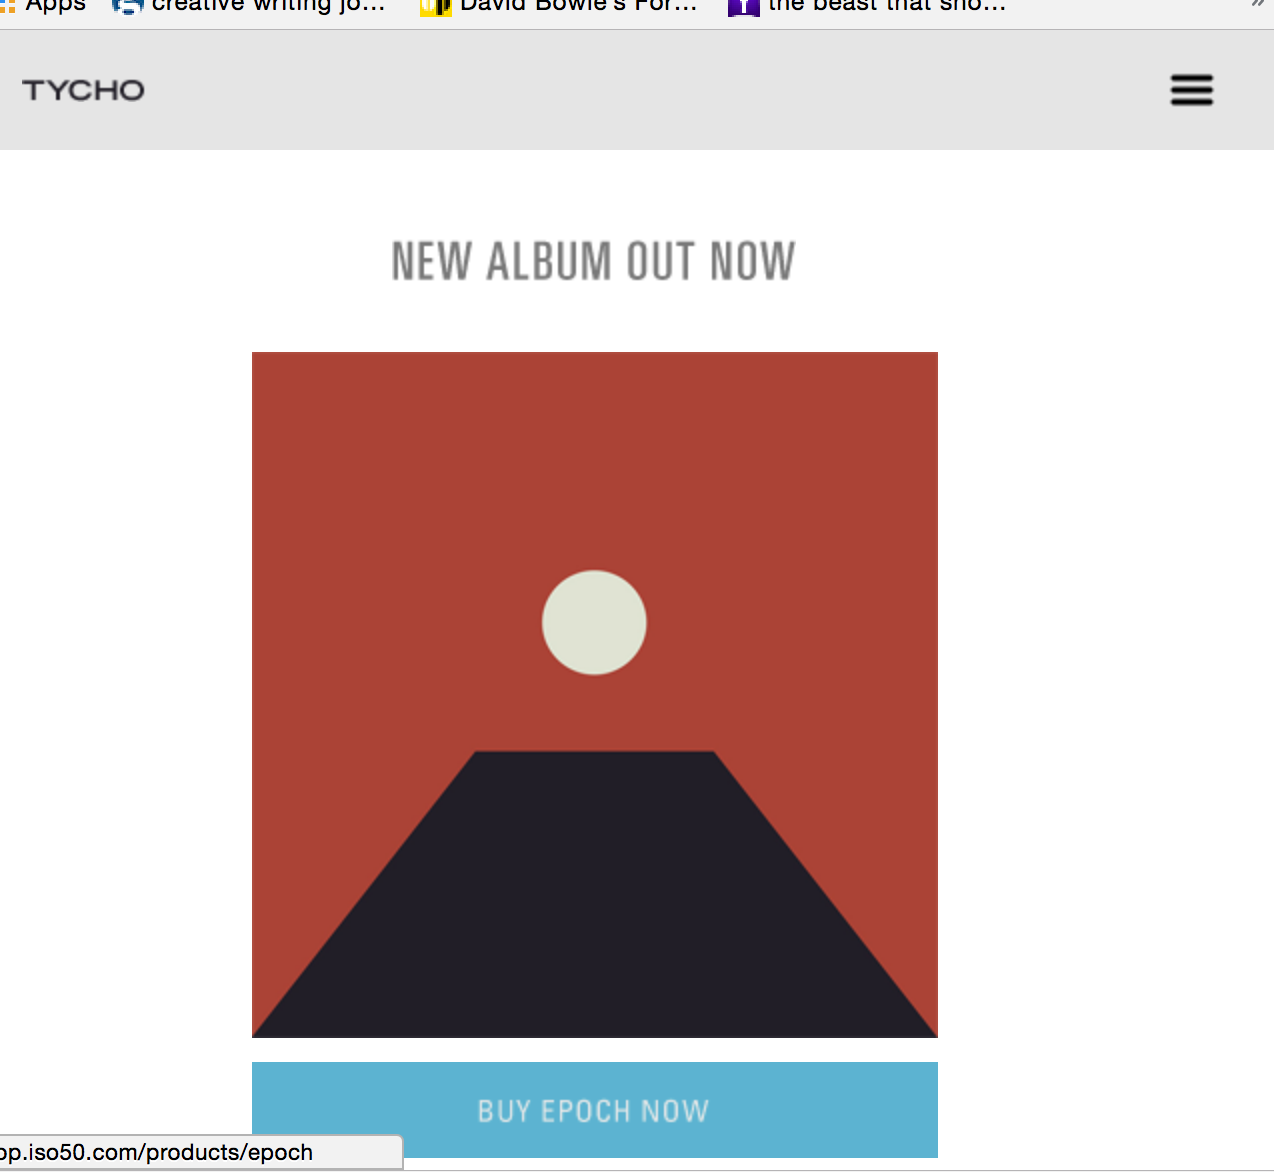 Apps creative writing jo... David Bowie's For... the beast that sho... »
TYCHO
NEW ALBUM OUT NOW
BUY EPOCH NOW
op.iso50.com/products/epoch